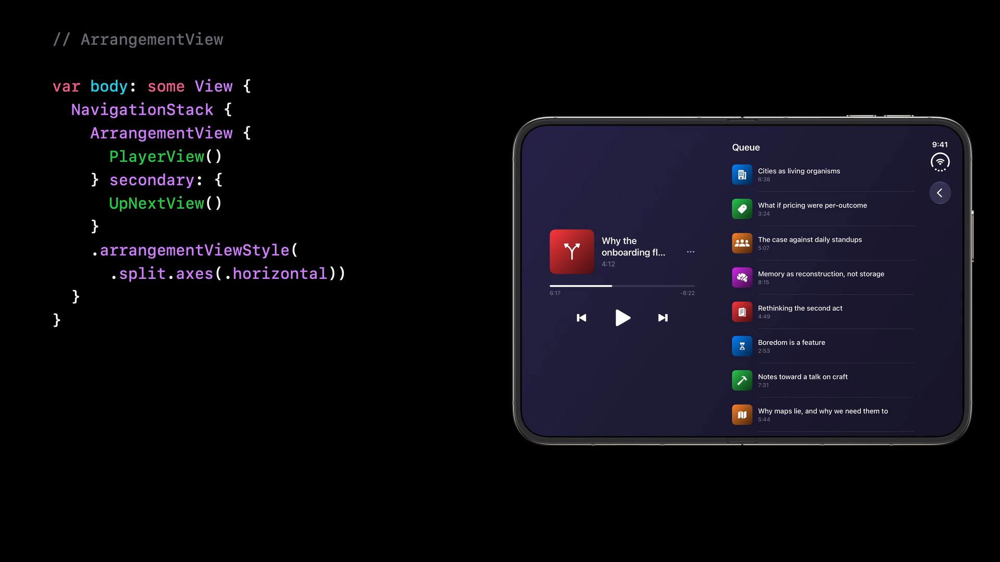 // ArrangementView
var body: some View {
NavigationStack {
ArrangementView {
PlayerView()
} secondary: {
UpNextView()
}
.arrangementViewStyle(
.split.axes(.horizontal))
}
}
Why the
onboarding fl...
4:12
6:17
-8:22
Queue
Cities as living organisms
6:38
What if pricing were per-outcome
3:24
The case against daily standups
5:07
Memory as reconstruction, not storage
8:15
Rethinking the second act
4:49
Boredom is a feature
2:53
Notes toward a talk on craft
7:31
Why maps lie, and why we need them to
5:44
9:41